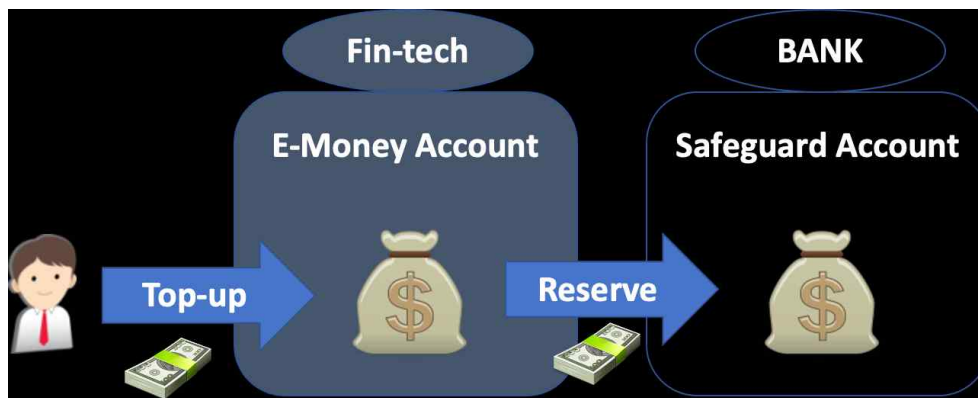 Fin-tech
BANK
E-Money Account
Safeguard Account
Top-up
Reserve